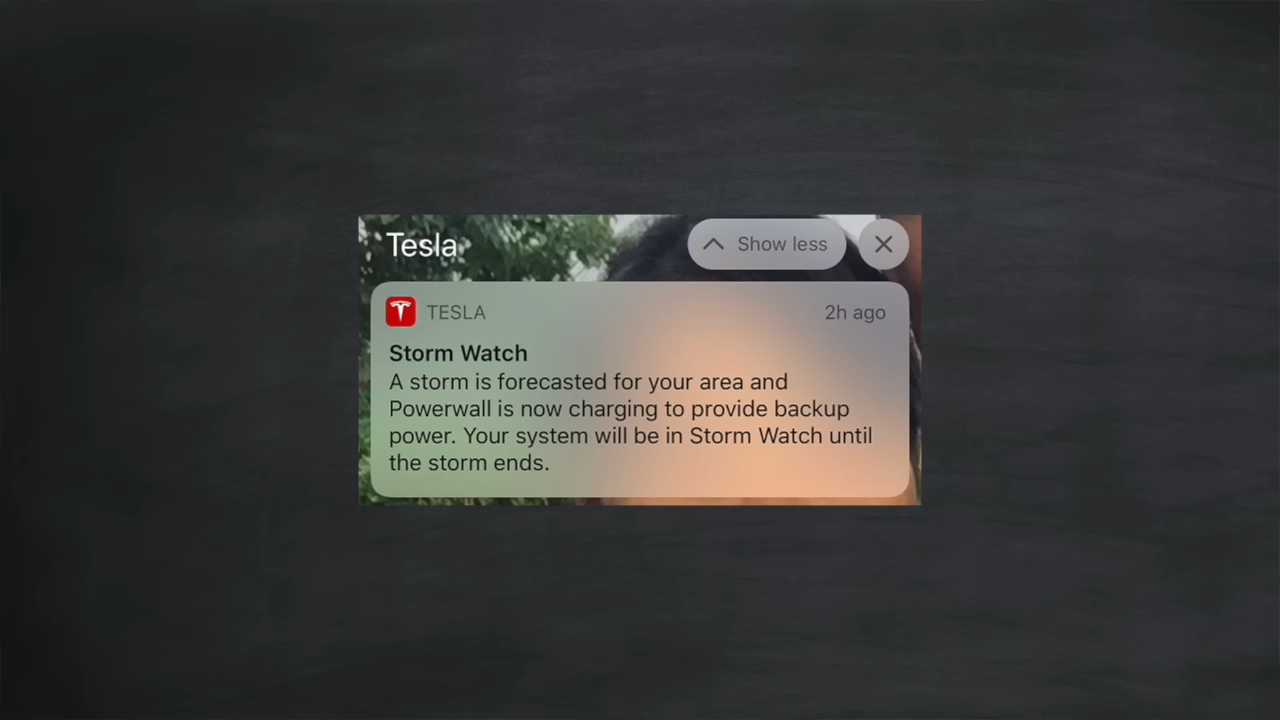 Tesla
Show less
TESLA
2h ago
Storm Watch
A storm is forecasted for your area and
Powerwall is now charging to provide backup
power. Your system will be in Storm Watch until
the storm ends.